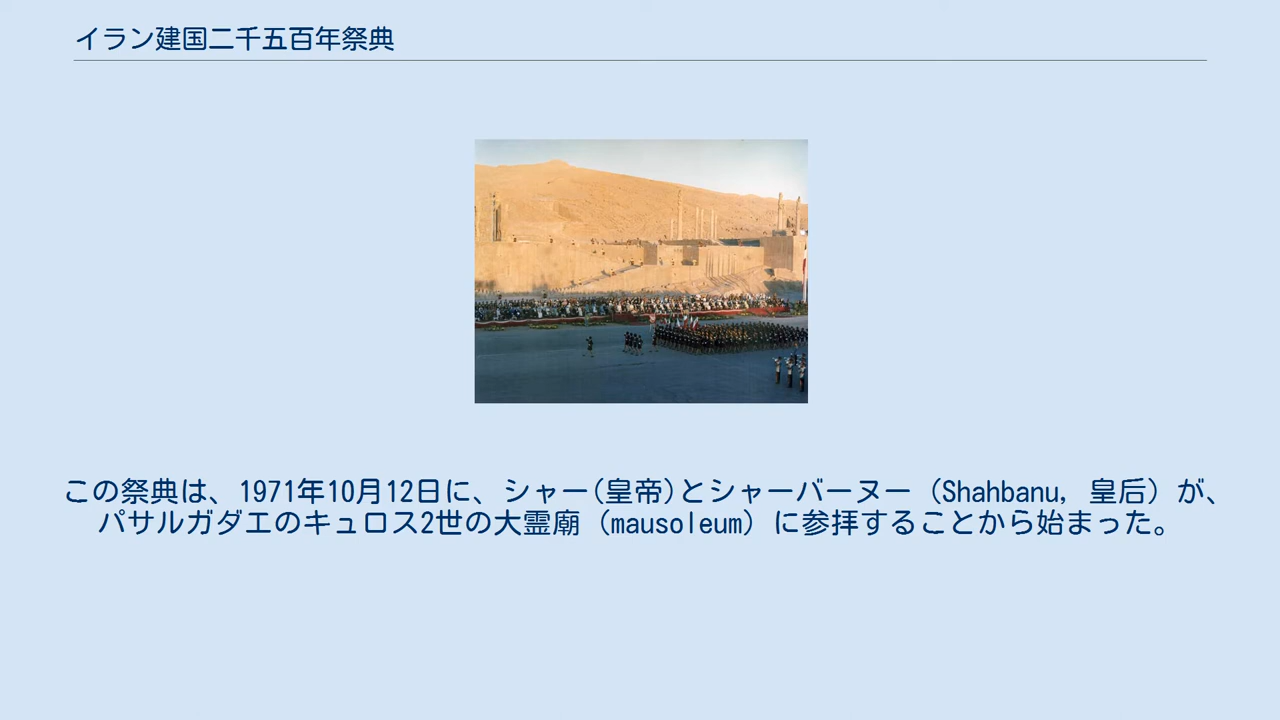 イラン建国二千五百年祭典
この祭典は、1971年10月12日に、シャー(皇帝)とシャーバーヌー（Shahbanu, 皇后）が、
パサルガダエのキュロス2世の大霊廟（mausoleum）に参拝することから始まった。